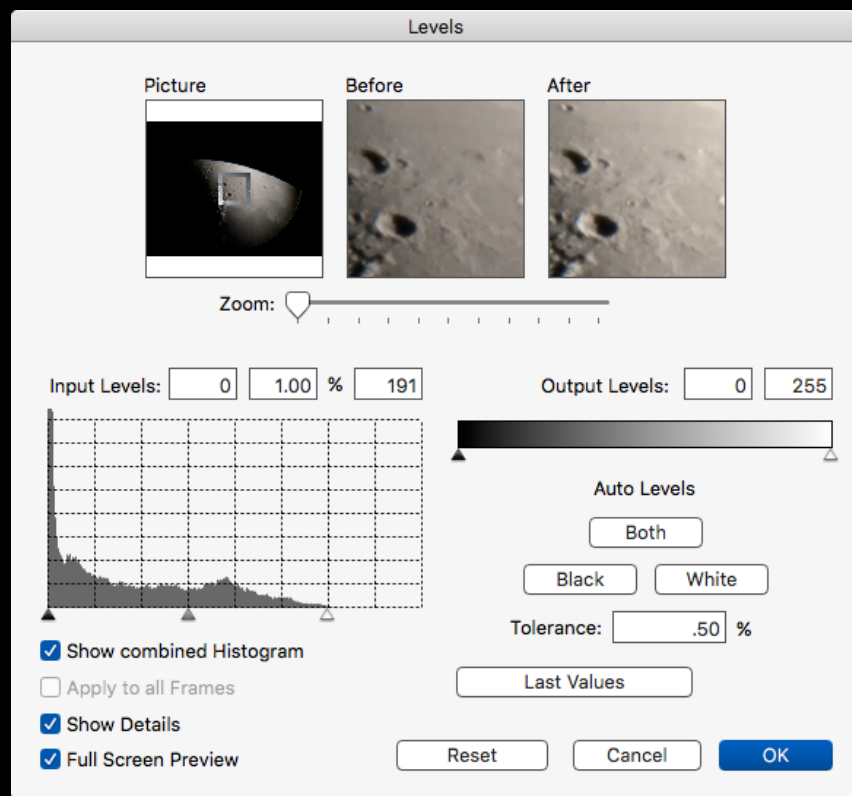 Levels
Picture Before After
Zoom:
Input Levels: 0 1.00 % 191
Output Levels: 0 255
Auto Levels
Both
Black White
Tolerance: .50 %
Last Values
Show combined Histogram
Apply to all Frames
Show Details
Full Screen Preview
Reset Cancel OK